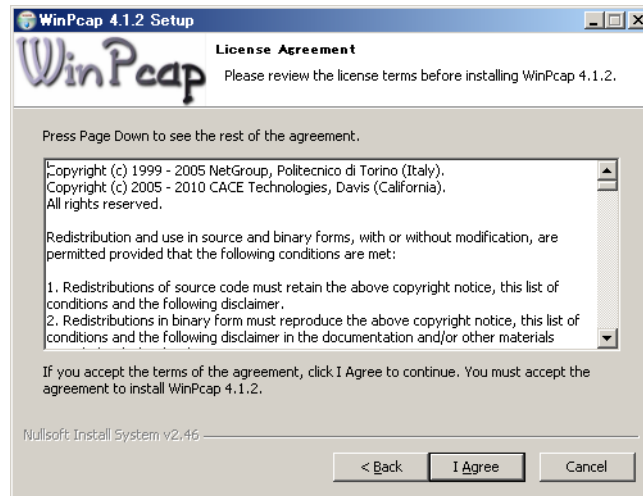 WinPcap 4.1.2 Setup
WinPcap
License Agreement
Please review the license terms before installing WinPcap 4.1.2.
Press Page Down to see the rest of the agreement.
Copyright (c) 1999 - 2005 NetGroup, Politecnico di Torino (Italy).
Copyright (c) 2005 - 2010 CACE Technologies, Davis (California).
All rights reserved.
Redistribution and use in source and binary forms, with or without modification, are
permitted provided that the following conditions are met:
1. Redistributions of source code must retain the above copyright notice, this list of
conditions and the following disclaimer.
2. Redistributions in binary form must reproduce the above copyright notice, this list of
conditions and the following disclaimer in the documentation and/or other materials
If you accept the terms of the agreement, click I Agree to continue. You must accept the
agreement to install WinPcap 4.1.2.
Nullsoft Install System v2.46
< Back
I Agree
Cancel